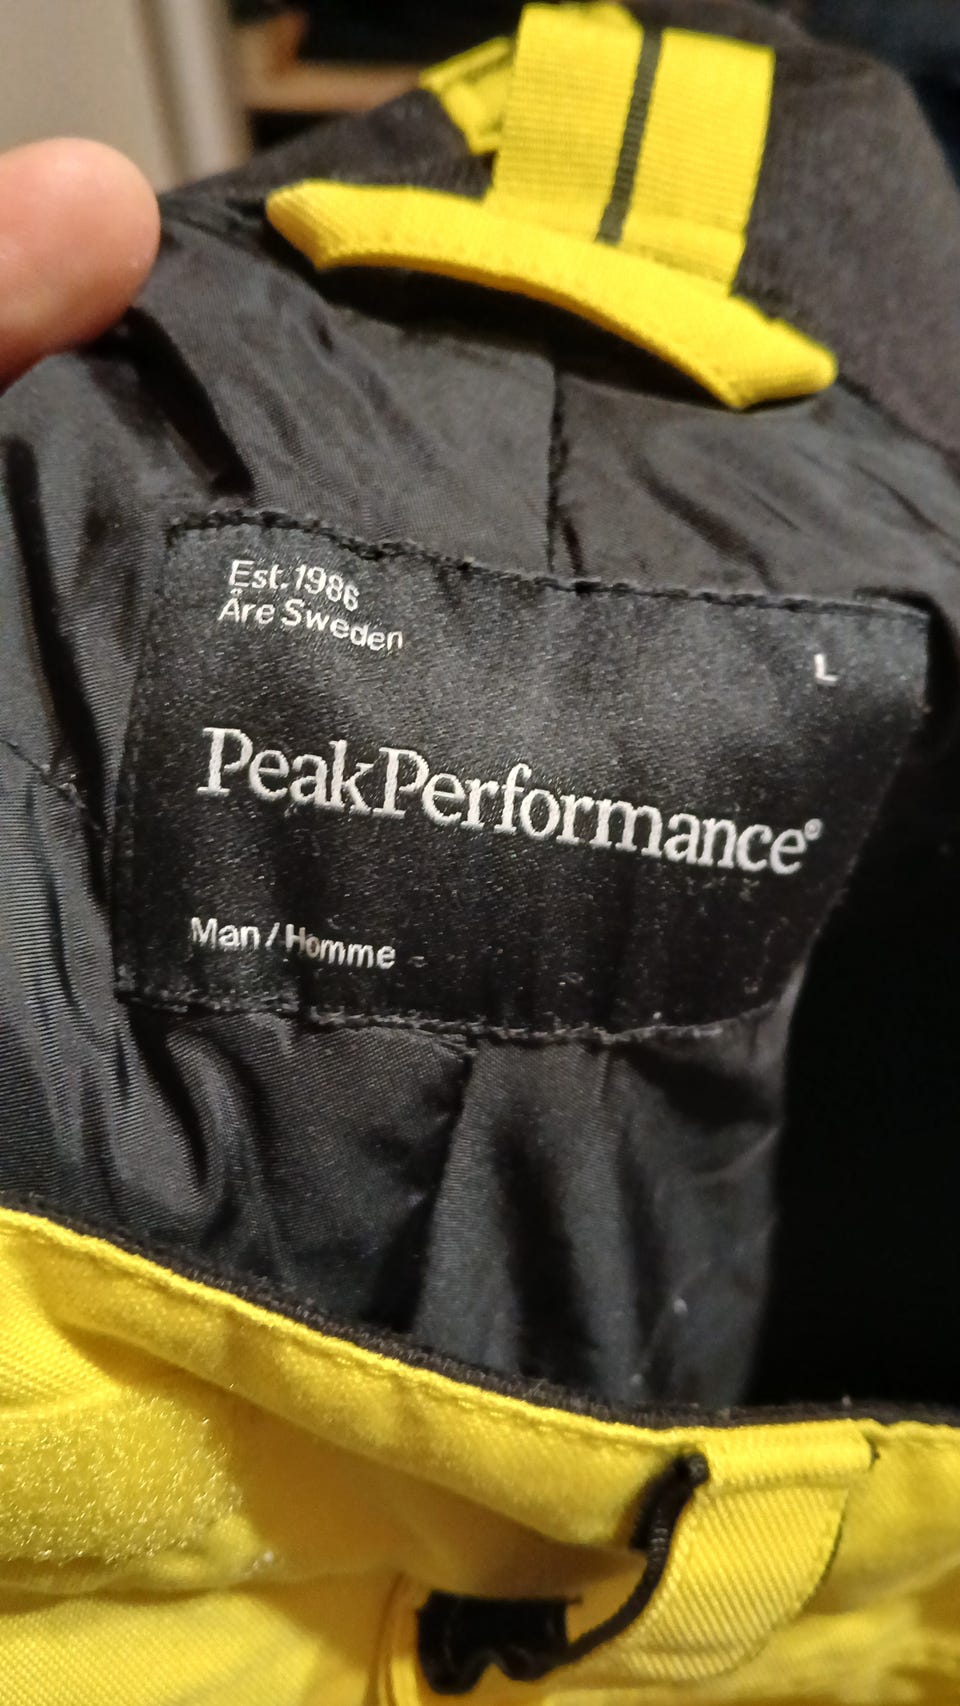 Est. 1986
Åre Sweden
L
PeakPerformance®
Man / Homme